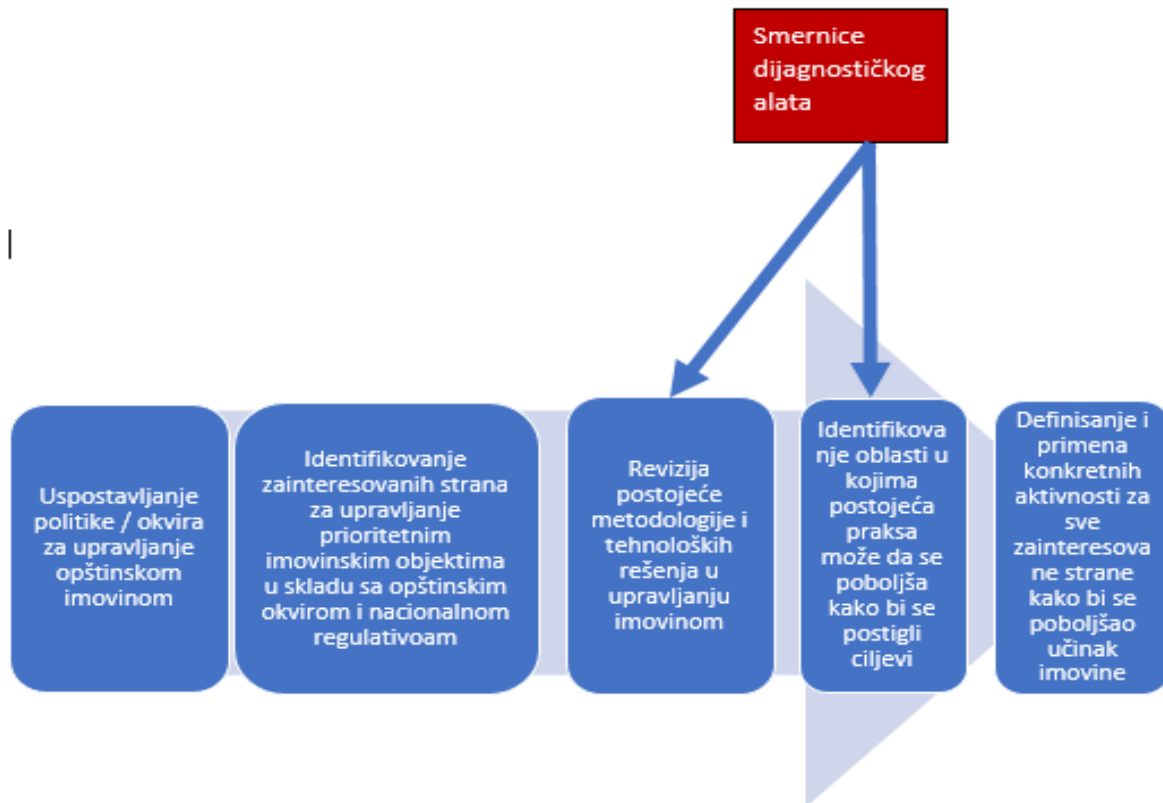 Smernice
dijagnostičkog
alata
Uspostavljanje
politike / okvira
za upravljanje
opštinskom
imovinom
Identifikovanje
zainteresovanih strana
za upravljanje
prioritetnim
imovinskim objektima
u skladu sa opštinskim
okvirom i nacionalnom
regulativoam
Revizija
postojeće
metodologije i
tehnoloških
rešenja u
upravljanju
imovinom
Identifikova
nje oblasti u
kojima
postojeća
praksa
može da se
poboljša
kako bi se
postigli
ciljevi
Definisanje i
primena
konkretnih
aktivnosti za
sve
zainteresova
ne strane
kako bi se
poboljšao
učinak
imovine